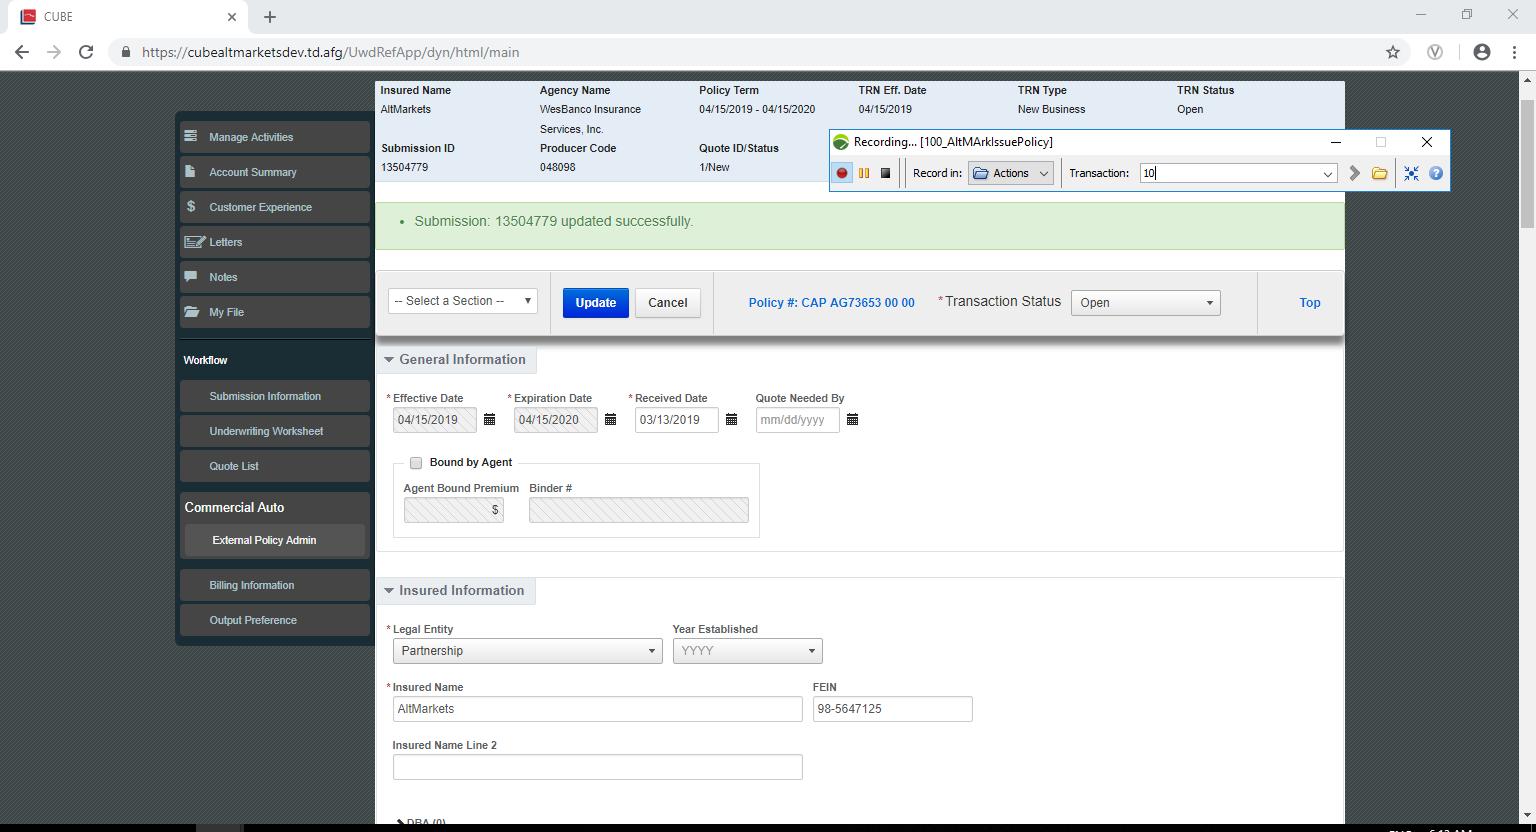 CUBE
https://cubealtmarketsdev.td.afg/UwdRefApp/dyn/html/main
Insured Name Agency Name Policy Term TRN Eff. Date TRN Type TRN Status
AltMarkets WesBanco Insurance 04/15/2019 - 04/15/2020 04/15/2019 New Business Open
Services, Inc.
Submission ID Producer Code Quote ID/Status
13504779 048098 1/New
Recording... [100_AltMArkIssuePolicy]
Record in: Actions Transaction: 10
Manage Activities
Account Summary
$ Customer Experience
Letters
Notes
My File
Workflow
Submission Information
Underwriting Worksheet
Quote List
Commercial Auto
External Policy Admin
Billing Information
Output Preference
• Submission: 13504779 updated successfully.
-- Select a Section -- Update Cancel Policy #: CAP AG73653 00 00 *Transaction Status Open Top
General Information
*Effective Date *Expiration Date *Received Date Quote Needed By
04/15/2019 04/15/2020 03/13/2019 mm/dd/yyyy
Bound by Agent
Agent Bound Premium Binder #
$
Insured Information
*Legal Entity Year Established
Partnership YYYY
*Insured Name FEIN
AltMarkets 98-5647125
Insured Name Line 2
DBA (0)